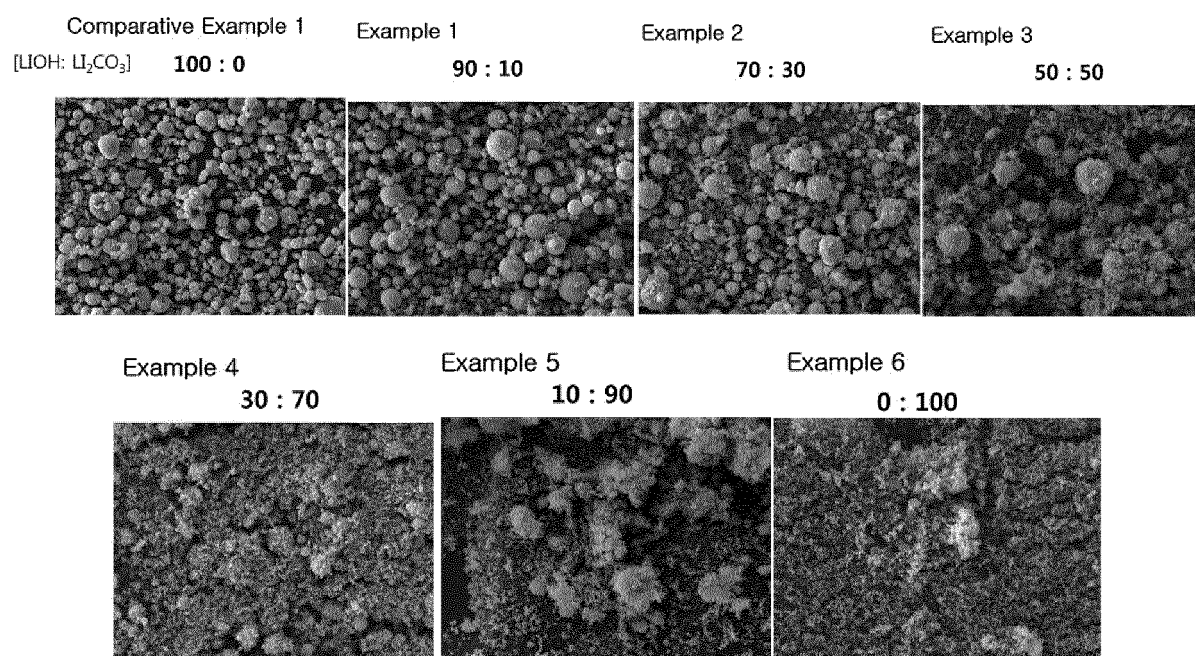 Comparative Example 1
[LIOH: LI₂CO₃] 100 : 0
Example 1
90 : 10
Example 2
70 : 30
Example 3
50 : 50
Example 4
30 : 70
Example 5
10 : 90
Example 6
0 : 100